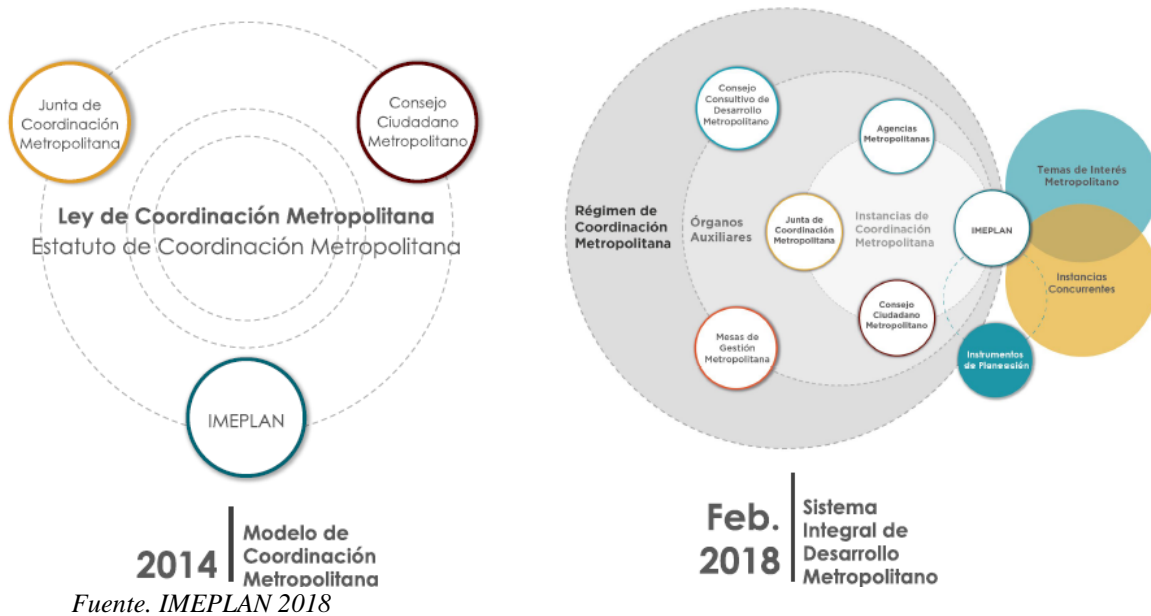 Junta de
Coordinación
Metropolitana
Consejo
Ciudadano
Metropolitano
Ley de Coordinación Metropolitana
Estatuto de Coordinación Metropolitana
IMEPLAN
2014
Modelo de
Coordinación
Metropolitana
Fuente. IMEPLAN 2018
Consejo
Consultivo de
Desarrollo
Metropolitano
Agencias
Metropolitanas
Temas de Interés
Metropolitano
Régimen de
Coordinación
Metropolitana
Órganos
Auxiliares
Junta de
Coordinación
Metropolitana
Instancias de
Coordinación
Metropolitana
IMEPLAN
Instancias
Concurrentes
Consejo
Ciudadano
Metropolitano
Mesas de
Gestión
Metropolitana
Instrumentos
de Planeación
Feb.
2018
Sistema
Integral de
Desarrollo
Metropolitano